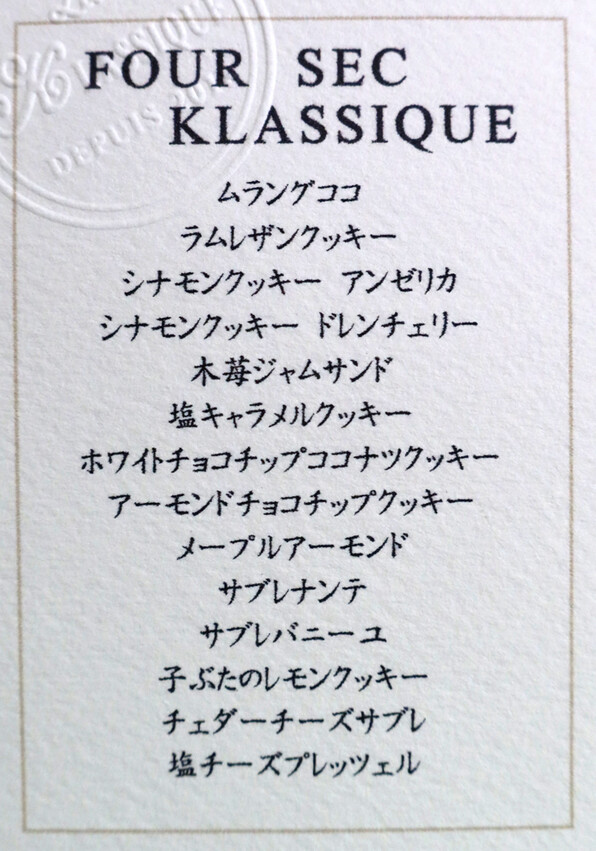 KLASSIQUE
DEPUIS
FOUR SEC
KLASSIQUE
ムラングココ
ラムレザンクッキー
シナモンクッキー アンゼリカ
シナモンクッキー ドレンチェリー
木苺ジャムサンド
塩キャラメルクッキー
ホワイトチョコチップココナツクッキー
アーモンドチョコチップクッキー
メープルアーモンド
サブレナンテ
サブレバニーユ
子ぶたのレモンクッキー
チェダーチーズサブレ
塩チーズプレッツェル